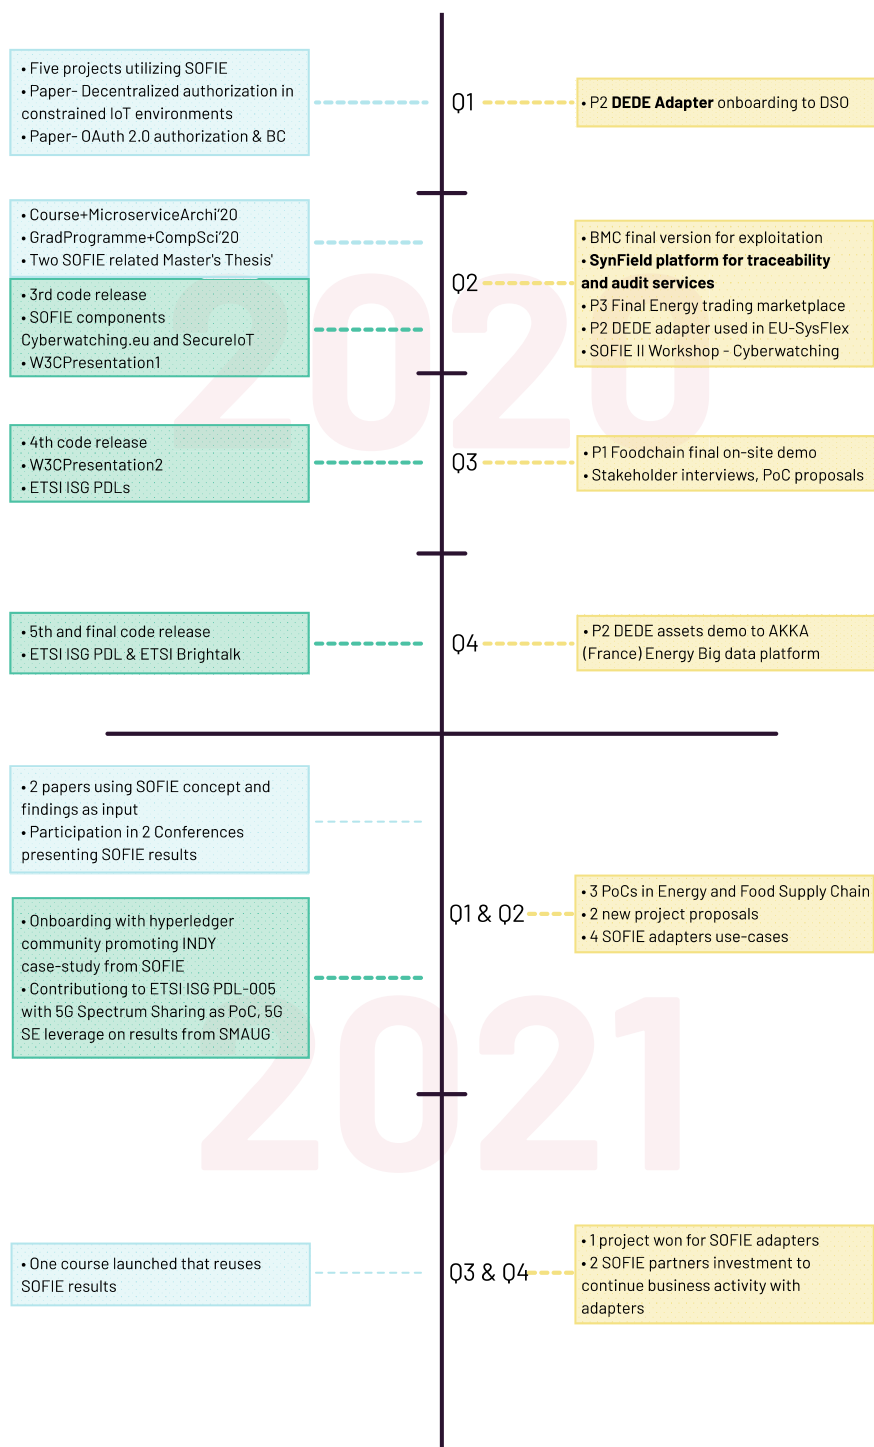 • Five projects utilizing SOFIE
• Paper- Decentralized authorization in
constrained IoT environments
• Paper- OAuth 2.0 authorization & BC
Q1
• P2 DEDE Adapter onboarding to DSO
• Course+MicroserviceArchi'20
• GradProgramme+CompSci'20
• Two SOFIE related Master's Thesis'
• 3rd code release
• SOFIE components
Cyberwatching.eu and SecureIoT
• W3CPresentation1
Q2
• BMC final version for exploitation
• SynField platform for traceability
and audit services
• P3 Final Energy trading marketplace
• P2 DEDE adapter used in EU-SysFlex
• SOFIE II Workshop - Cyberwatching
2020
• 4th code release
• W3CPresentation2
• ETSI ISG PDLs
Q3
• P1 Foodchain final on-site demo
• Stakeholder interviews, PoC proposals
• 5th and final code release
• ETSI ISG PDL & ETSI Brightalk
Q4
• P2 DEDE assets demo to AKKA
(France) Energy Big data platform
• 2 papers using SOFIE concept and
findings as input
• Participation in 2 Conferences
presenting SOFIE results
• Onboarding with hyperledger
community promoting INDY
case-study from SOFIE
• Contributiong to ETSI ISG PDL-005
with 5G Spectrum Sharing as PoC, 5G
SE leverage on results from SMAUG
Q1 & Q2
• 3 PoCs in Energy and Food Supply Chain
• 2 new project proposals
• 4 SOFIE adapters use-cases
2021
• One course launched that reuses
SOFIE results
Q3 & Q4
• 1 project won for SOFIE adapters
• 2 SOFIE partners investment to
continue business activity with
adapters